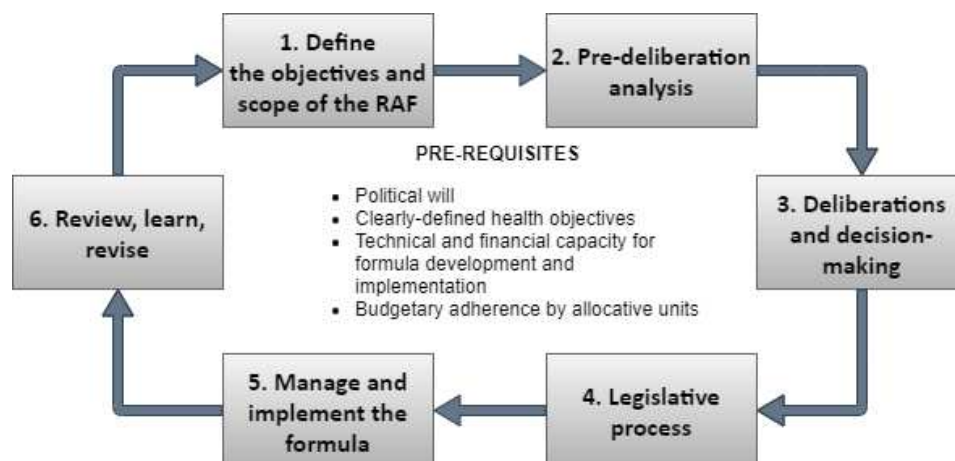 1. Define
the objectives and
scope of the RAF
2. Pre-deliberation
analysis
PRE-REQUISITES
• Political will
• Clearly-defined health objectives
• Technical and financial capacity for
formula development and
implementation
• Budgetary adherence by allocative units
3. Deliberations
and decision-
making
4. Legislative
process
5. Manage and
implement the
formula
6. Review, learn,
revise